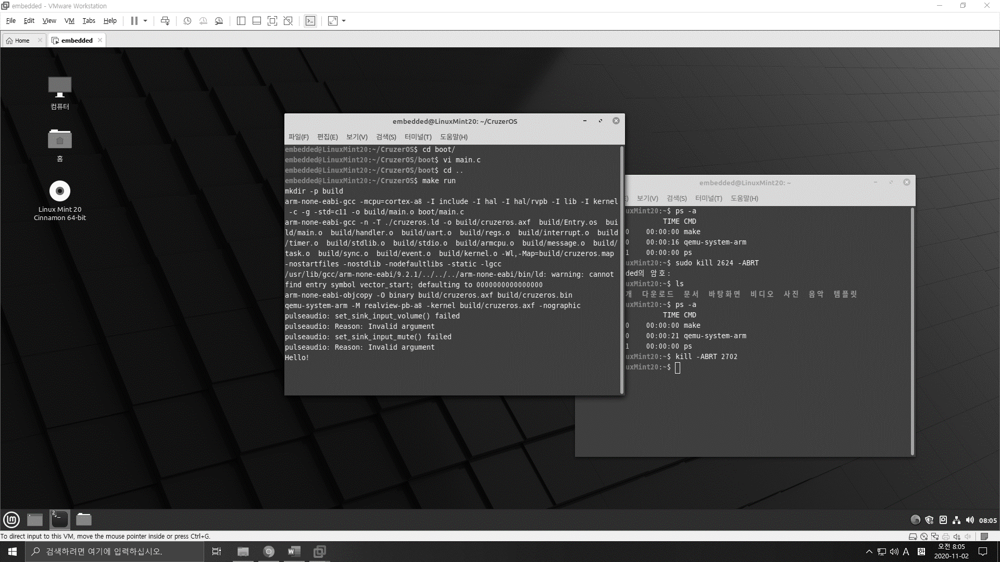 embedded - VMware Workstation
File Edit View VM Tabs Help
Home
embedded
컴퓨터
홈
Linux Mint 20
Cinnamon 64-bit
embedded@LinuxMint20: ~/CruzerOS
파일(F) 편집(E) 보기(V) 검색(S) 터미널(T) 도움말(H)
embedded@LinuxMint20:~/CruzerOS$ cd boot/
embedded@LinuxMint20:~/CruzerOS/boot$ vi main.c
embedded@LinuxMint20:~/CruzerOS/boot$ cd ..
embedded@LinuxMint20:~/CruzerOS$ make run
mkdir -p build
arm-none-eabi-gcc -mcpu=cortex-a8 -I include -I hal -I hal/rvpb -I lib -I kernel
 -c -g -std=c11 -o build/main.o boot/main.c
arm-none-eabi-gcc -n -T ./cruzeros.ld -o build/cruzeros.axf  build/Entry.os  bui
ld/main.o  build/handler.o  build/uart.o  build/regs.o  build/interrupt.o  build
/timer.o  build/stdlib.o  build/stdio.o  build/armcpu.o  build/message.o  build/
task.o  build/sync.o  build/event.o  build/kernel.o -Wl,-Map=build/cruzeros.map
-nostartfiles -nostdlib -nodefaultlibs -static -lgcc
/usr/lib/gcc/arm-none-eabi/9.2.1/../../../arm-none-eabi/bin/ld: warning: cannot
find entry symbol vector_start; defaulting to 0000000000000000
arm-none-eabi-objcopy -O binary build/cruzeros.axf build/cruzeros.bin
qemu-system-arm -M realview-pb-a8 -kernel build/cruzeros.axf -nographic
pulseaudio: set_sink_input_volume() failed
pulseaudio: Reason: Invalid argument
pulseaudio: set_sink_input_mute() failed
pulseaudio: Reason: Invalid argument
Hello!
embedded@LinuxMint20: ~
보기(V) 검색(S) 터미널(T) 도움말(H)
uxMint20:~$ ps -a
TIME CMD
0 00:00:00 make
0 00:00:16 qemu-system-arm
1 00:00:00 ps
uxMint20:~$ sudo kill 2624 -ABRT
ded의 암호:
uxMint20:~$ ls
개 다운로드 문서 바탕화면 비디오 사진 음악 템플릿
uxMint20:~$ ps -a
TIME CMD
0 00:00:00 make
0 00:00:21 qemu-system-arm
1 00:00:00 ps
uxMint20:~$ kill -ABRT 2702
uxMint20:~$
2
08:05
To direct input to this VM, move the mouse pointer inside or press Ctrl+G.
검색하려면 여기에 입력하십시오.
A 한
오전 8:05
2020-11-02